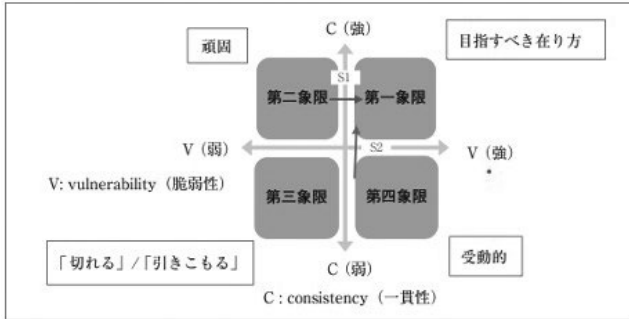 C（強）
頑固
目指すべき在り方
S1
第二象限
第一象限
V（弱）
S2
V（強）
V: vulnerability（脆弱性）
第三象限
第四象限
「切れる」/「引きこもる」
受動的
C（弱）
C : consistency（一貫性）